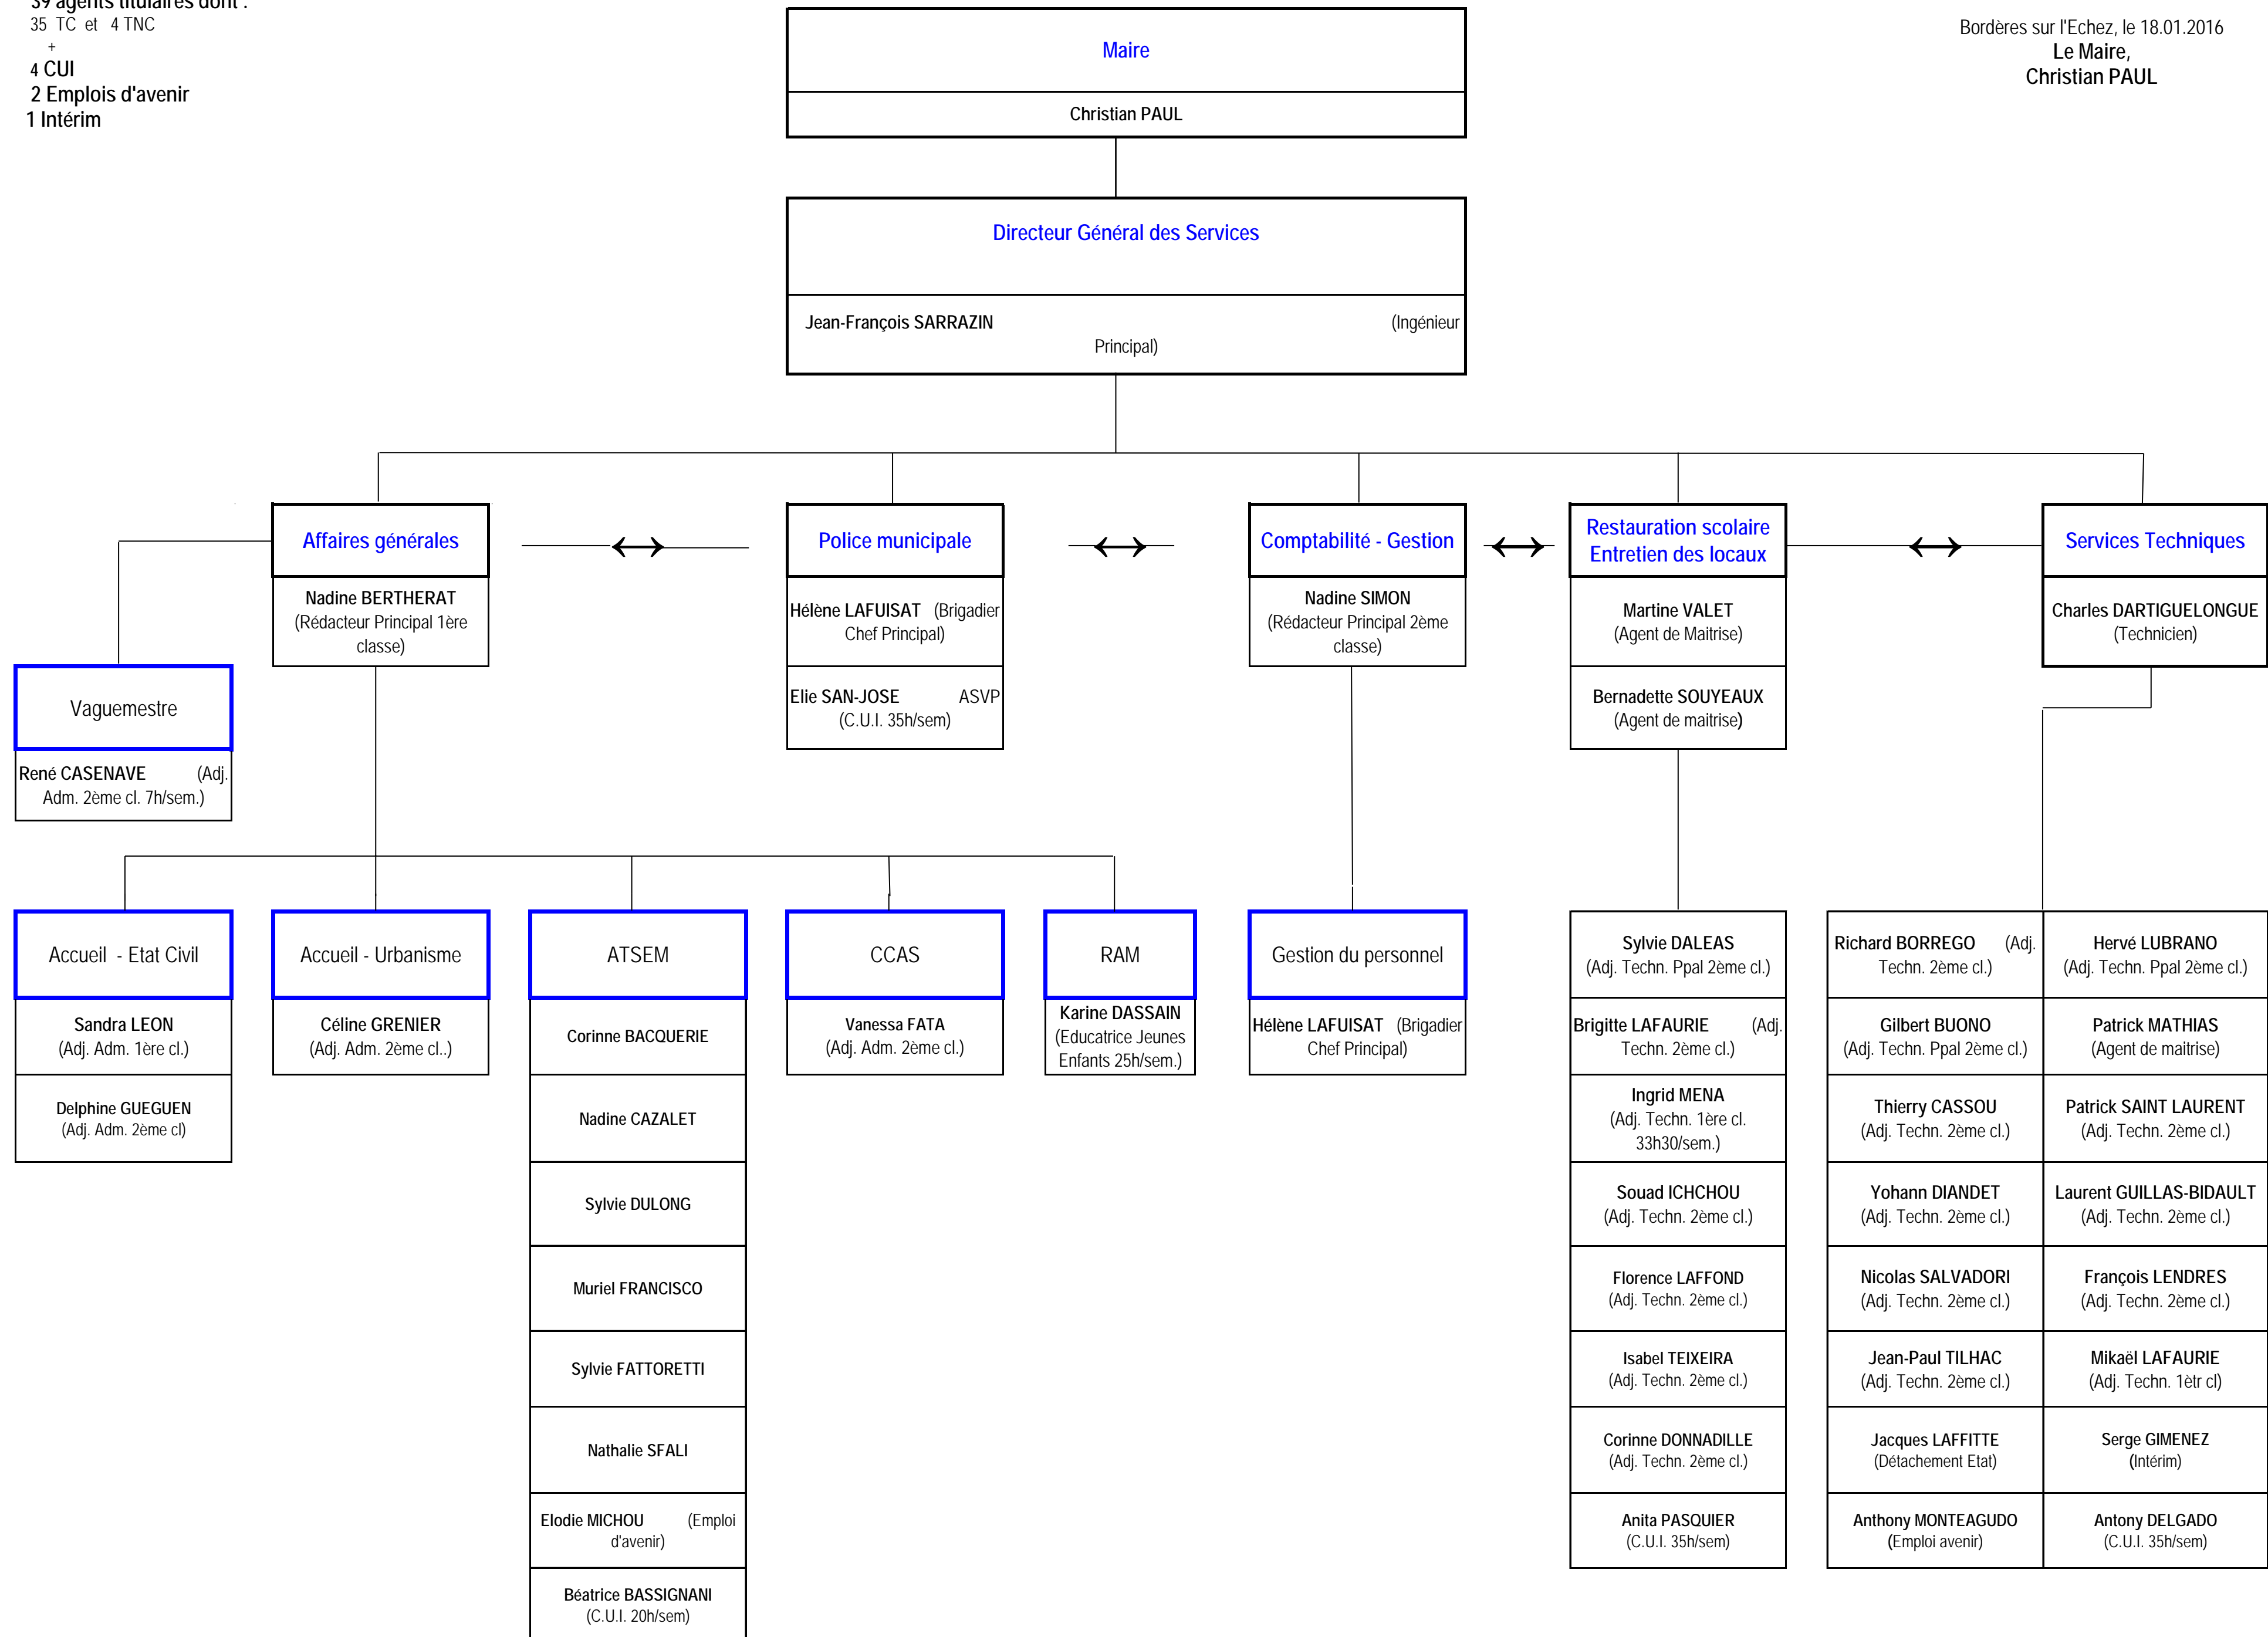 39 agents titulaires dont :
35 TC et 4 TNC
+
4 CUI
2 Emplois d'avenir
1 Intérim
Bordères sur l'Echez, le 18.01.2016
Le Maire,
Christian PAUL
Maire
Christian PAUL
Directeur Général des Services
Jean-François SARRAZIN (Ingénieur
Principal)
Affaires générales
Nadine BERTHERAT
(Rédacteur Principal 1ère
classe)
Police municipale
Hélène LAFUISAT (Brigadier
Chef Principal)
Elie SAN-JOSE ASVP
(C.U.I. 35h/sem)
Comptabilité - Gestion
Nadine SIMON
(Rédacteur Principal 2ème
classe)
Restauration scolaire
Entretien des locaux
Martine VALET
(Agent de Maitrise)
Bernadette SOUYEAUX
(Agent de maitrise)
Services Techniques
Charles DARTIGUELONGUE
(Technicien)
Vaguemestre
René CASENAVE (Adj.
Adm. 2ème cl. 7h/sem.)
Accueil - Etat Civil
Sandra LEON
(Adj. Adm. 1ère cl.)
Delphine GUEGUEN
(Adj. Adm. 2ème cl)
Accueil - Urbanisme
Céline GRENIER
(Adj. Adm. 2ème cl..)
ATSEM
Corinne BACQUERIE
Nadine CAZALET
Sylvie DULONG
Muriel FRANCISCO
Sylvie FATTORETTI
Nathalie SFALI
Elodie MICHOU (Emploi
d'avenir)
Béatrice BASSIGNANI
(C.U.I. 20h/sem)
CCAS
Vanessa FATA
(Adj. Adm. 2ème cl.)
RAM
Karine DASSAIN
(Educatrice Jeunes
Enfants 25h/sem.)
Gestion du personnel
Hélène LAFUISAT (Brigadier
Chef Principal)
Sylvie DALEAS
(Adj. Techn. Ppal 2ème cl.)
Brigitte LAFAURIE (Adj.
Techn. 2ème cl.)
Ingrid MENA
(Adj. Techn. 1ère cl.
33h30/sem.)
Souad ICHCHOU
(Adj. Techn. 2ème cl.)
Florence LAFFOND
(Adj. Techn. 2ème cl.)
Isabel TEIXEIRA
(Adj. Techn. 2ème cl.)
Corinne DONNADILLE
(Adj. Techn. 2ème cl.)
Anita PASQUIER
(C.U.I. 35h/sem)
Richard BORREGO (Adj.
Techn. 2ème cl.)
Gilbert BUONO
(Adj. Techn. Ppal 2ème cl.)
Thierry CASSOU
(Adj. Techn. 2ème cl.)
Yohann DIANDET
(Adj. Techn. 2ème cl.)
Nicolas SALVADORI
(Adj. Techn. 2ème cl.)
Jean-Paul TILHAC
(Adj. Techn. 2ème cl.)
Jacques LAFFITTE
(Détachement Etat)
Anthony MONTEAGUDO
(Emploi avenir)
Hervé LUBRANO
(Adj. Techn. Ppal 2ème cl.)
Patrick MATHIAS
(Agent de maitrise)
Patrick SAINT LAURENT
(Adj. Techn. 2ème cl.)
Laurent GUILLAS-BIDAULT
(Adj. Techn. 2ème cl.)
François LENDRES
(Adj. Techn. 2ème cl.)
Mikaël LAFAURIE
(Adj. Techn. 1ètr cl)
Serge GIMENEZ
(Intérim)
Antony DELGADO
(C.U.I. 35h/sem)